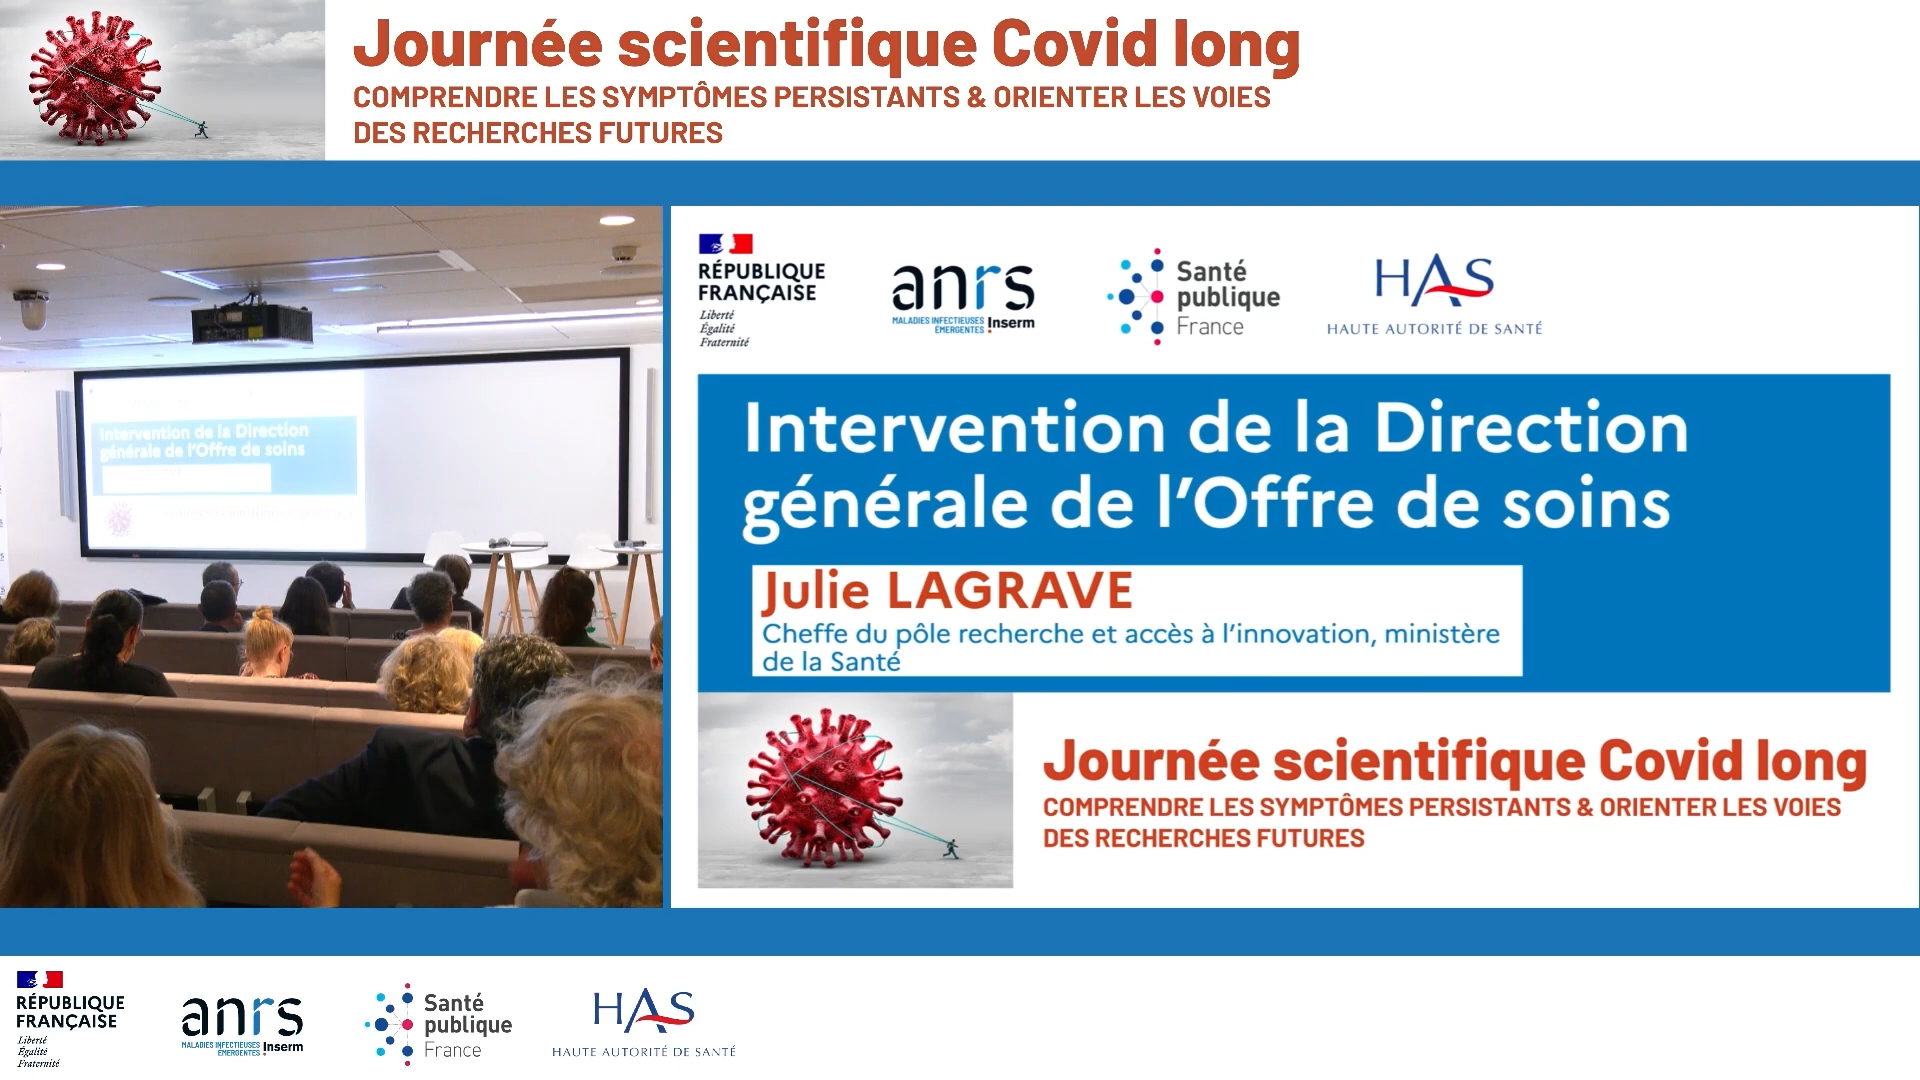 Journée scientifique Covid long
COMPRENDRE LES SYMPTÔMES PERSISTANTS & ORIENTER LES VOIES
DES RECHERCHES FUTURES
Intervention de la Direction
générale de l'Offre de soins
RÉPUBLIQUE
FRANÇAISE
Liberté
Égalité
Fraternité
anrs
MALADIES INFECTIEUSES
ÉMERGENTES Inserm
Santé
publique
France
HAS
HAUTE AUTORITÉ DE SANTÉ
Intervention de la Direction
générale de l'Offre de soins
Julie LAGRAVE
Cheffe du pôle recherche et accès à l'innovation, ministère
de la Santé
Journée scientifique Covid long
COMPRENDRE LES SYMPTÔMES PERSISTANTS & ORIENTER LES VOIES
DES RECHERCHES FUTURES
RÉPUBLIQUE
FRANÇAISE
Liberté
Égalité
Fraternité
anrs
MALADIES INFECTIEUSES
ÉMERGENTES Inserm
Santé
publique
France
HAS
HAUTE AUTORITÉ DE SANTÉ